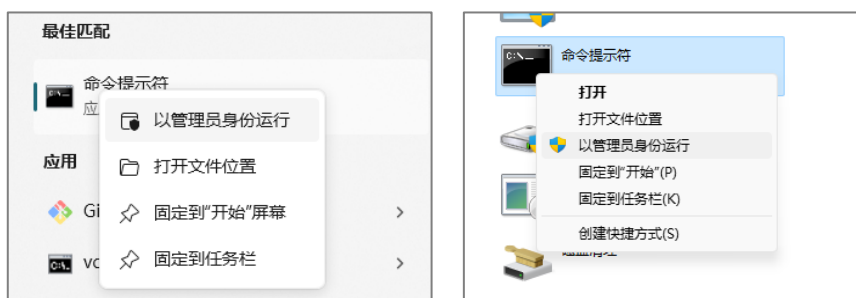 最佳匹配
命令提示符
应
以管理员身份运行
打开文件位置
应用
Gi
固定到“开始”屏幕
vc
固定到任务栏
命令提示符
打开
打开文件位置
以管理员身份运行
固定到“开始”(P)
固定到任务栏(K)
创建快捷方式(S)